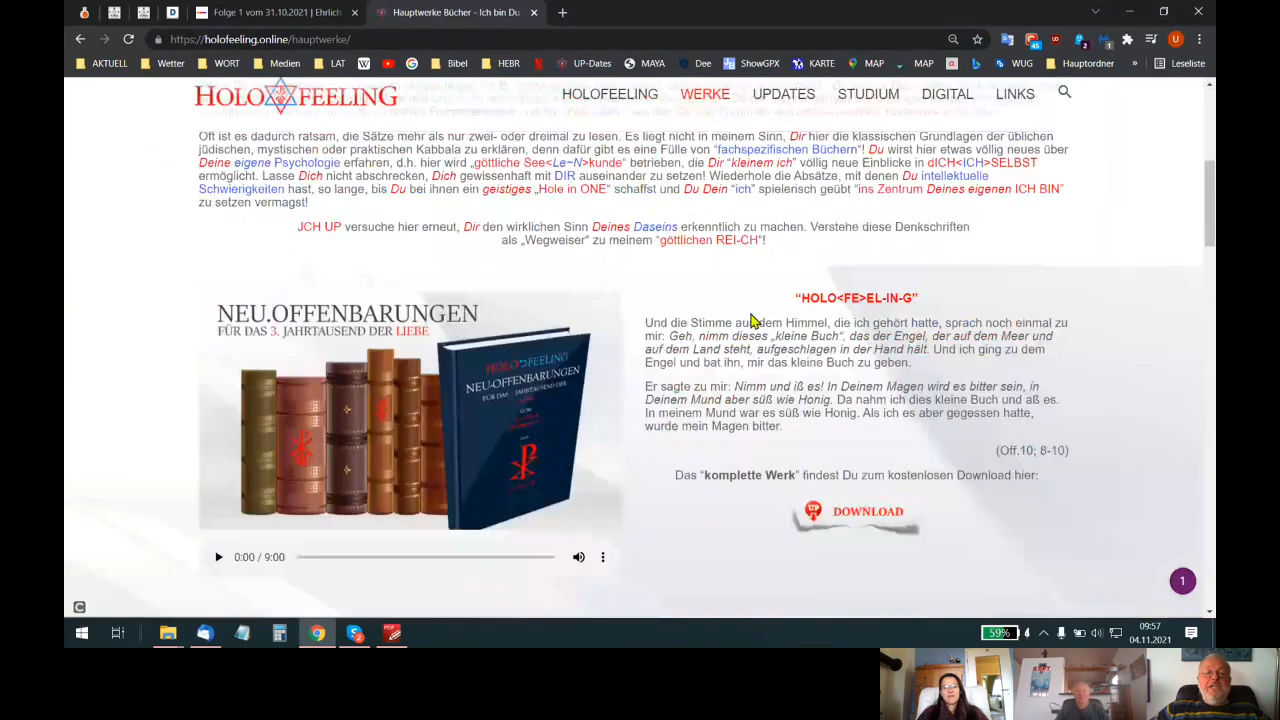 Folge 1 vom 31.10.2021 | Ehrlich
Hauptwerke Bücher - Ich bin Du
https://holofeeling.online/hauptwerke/
AKTUELL Wetter WORT Medien LAT Bibel HEBR UP-Dates MAYA Dee ShowGPX KARTE MAP MAP WUG Hauptordner » Leseliste
HOLO FEELING
HOLOFEELING WERKE UPDATES STUDIUM DIGITAL LINKS
Oft ist es dadurch ratsam, die Sätze mehr als nur zwei- oder dreimal zu lesen. Es liegt nicht in meinem Sinn, Dir hier die klassischen Grundlagen der üblichen
jüdischen, mystischen oder praktischen Kabbala zu erklären, denn dafür gibt es eine Fülle von “fachspezifischen Büchern“! Du wirst hier etwas völlig neues über
Deine eigene Psychologie erfahren, d.h. hier wird „göttliche See<Le~N>kunde“ betrieben, die Dir “kleinem ich” völlig neue Einblicke in dICH<ICH>SELBST
ermöglicht. Lasse Dich nicht abschrecken, Dich gewissenhaft mit DIR auseinander zu setzen! Wiederhole die Absätze, mit denen Du intellektuelle
Schwierigkeiten hast, so lange, bis Du bei ihnen ein geistiges „Hole in ONE“ schaffst und Du Dein “ich” spielerisch geübt “ins Zentrum Deines eigenen ICH BIN”
zu setzen vermagst!
JCH UP versuche hier erneut, Dir den wirklichen Sinn Deines Daseins erkenntlich zu machen. Verstehe diese Denkschriften
als „Wegweiser“ zu meinem “göttlichen REI-CH“!
NEU.OFFENBARUNGEN
FÜR DAS 3. JAHRTAUSEND DER LIEBE
HOLOFEELING
NEU-OFFENBARUNGEN
FÜR DAS 3. JAHRTAUSEND DER
“HOLO<FE>EL-IN-G”
Und die Stimme aus dem Himmel, die ich gehört hatte, sprach noch einmal zu
mir: Geh, nimm dieses „kleine Buch“, das der Engel, der auf dem Meer und
auf dem Land steht, aufgeschlagen in der Hand hält. Und ich ging zu dem
Engel und bat ihn, mir das kleine Buch zu geben.
Er sagte zu mir: Nimm und iß es! In Deinem Magen wird es bitter sein, in
Deinem Mund aber süß wie Honig. Da nahm ich dies kleine Buch und aß es.
In meinem Mund war es süß wie Honig. Als ich es aber gegessen hatte,
wurde mein Magen bitter.
(Off.10; 8-10)
Das “komplette Werk” findest Du zum kostenlosen Download hier:
UP DOWNLOAD
0:00 / 9:00
1
59%
09:57
04.11.2021